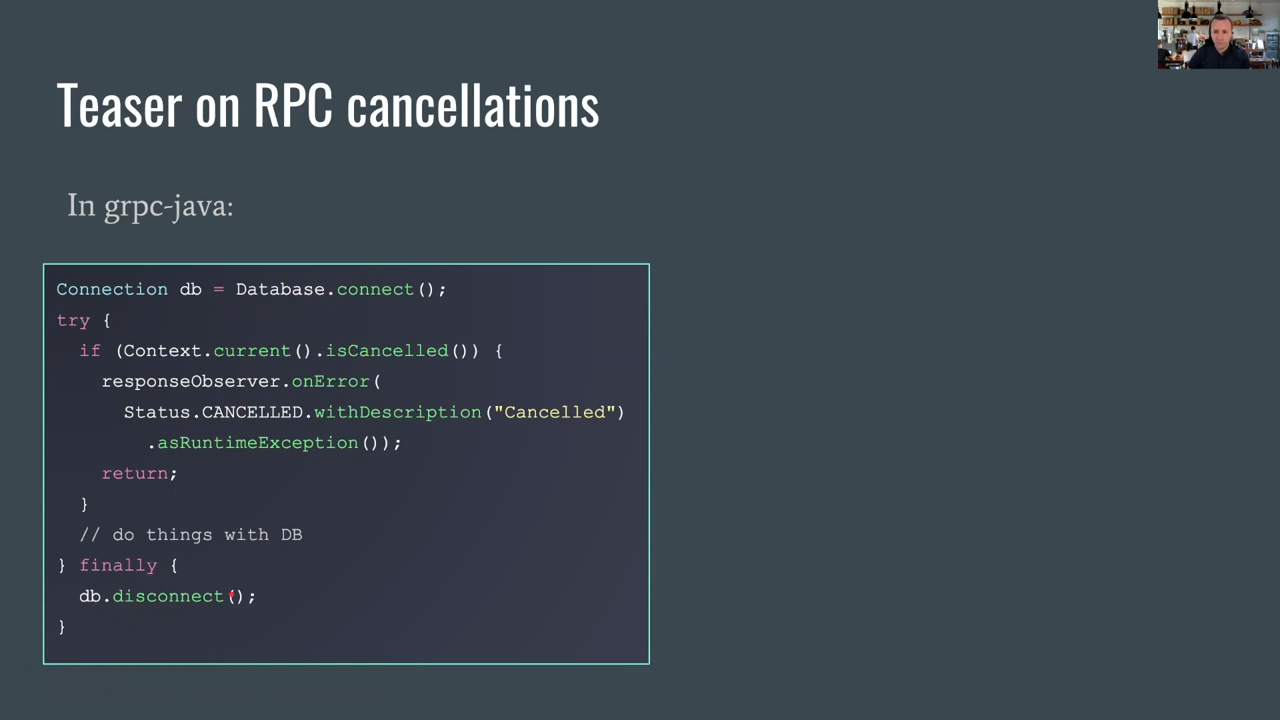 Teaser on RPC cancellations
In grpc-java:
Connection db = Database.connect();
try {
if (Context.current().isCancelled()) {
responseObserver.onError(
Status.CANCELLED.withDescription("Cancelled")
.asRuntimeException());
return;
}
// do things with DB
} finally {
db.disconnect();
}